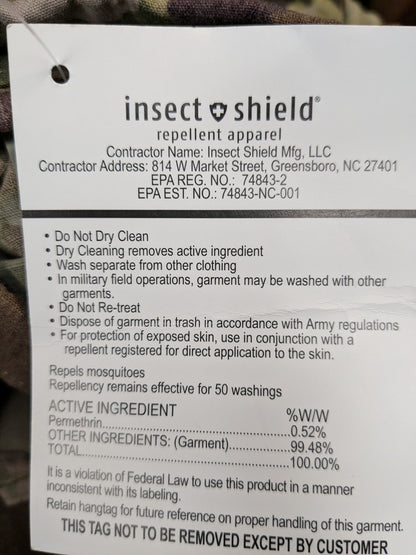 insect shield®
repellent apparel
Contractor Name: Insect Shield Mfg, LLC
Contractor Address: 814 W Market Street, Greensboro, NC 27401
EPA REG. NO.: 74843-2
EPA EST. NO.: 74843-NC-001
• Do Not Dry Clean
• Dry Cleaning removes active ingredient
• Wash separate from other clothing
• In military field operations, garment may be washed with other
garments.
• Do Not Re-treat
• Dispose of garment in trash in accordance with Army regulations
• For protection of exposed skin, use in conjunction with a
repellent registered for direct application to the skin.
Repels mosquitoes
Repellency remains effective for 50 washings
ACTIVE INGREDIENT %W/W
Permethrin..............................................0.52%
OTHER INGREDIENTS: (Garment)...............99.48%
TOTAL....................................................100.00%
It is a violation of Federal Law to use this product in a manner
inconsistent with its labeling.
Retain hangtag for future reference on proper handling of this garment.
THIS TAG NOT TO BE REMOVED EXCEPT BY CUSTOMER